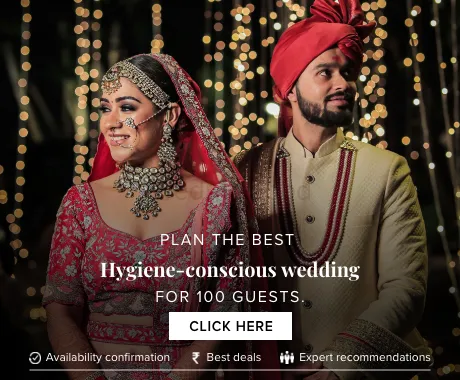 PLAN THE BEST
Hygiene-conscious wedding
FOR 100 GUESTS.
CLICK HERE
Availability confirmation ₹ Best deals Expert recommendations